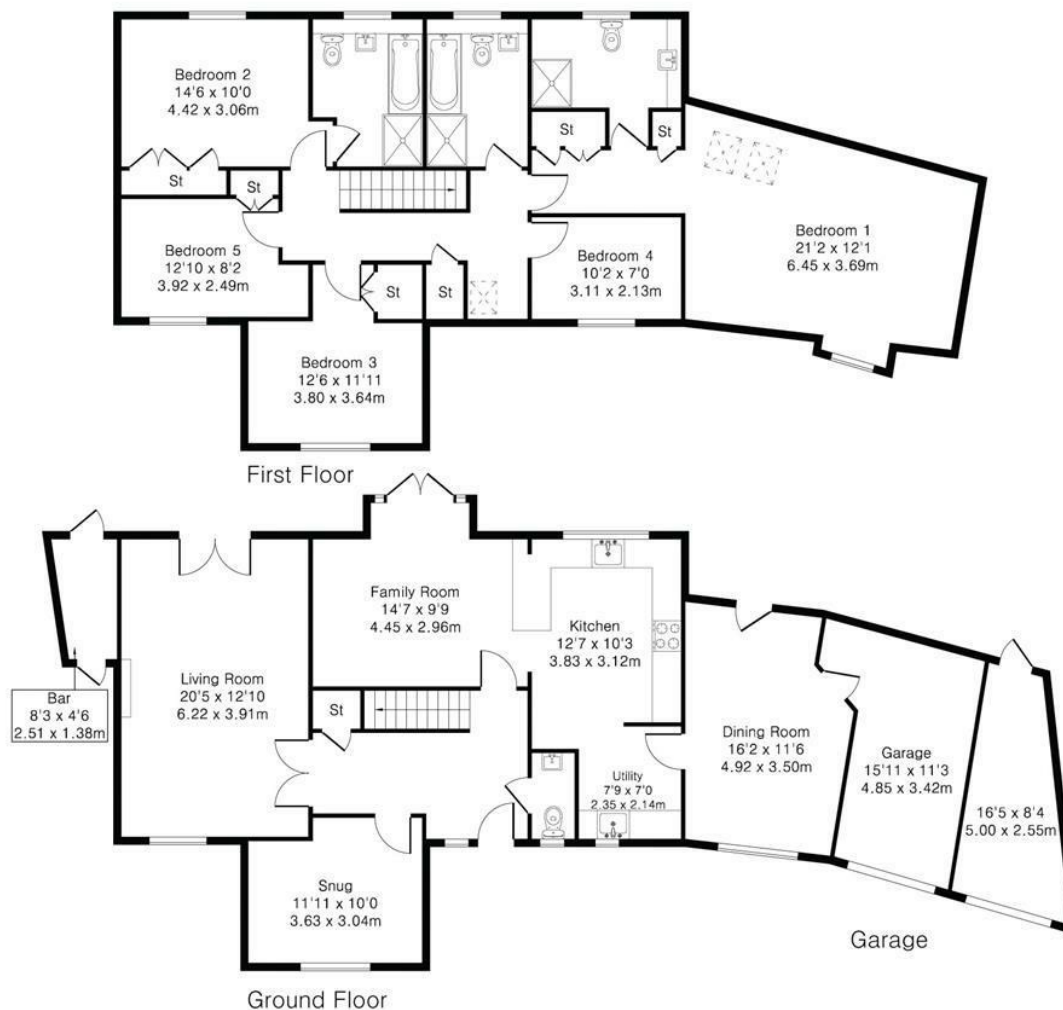 Bedroom 2
14'6 x 10'0
4.42 x 3.06m
St
St
St
St
Bedroom 5
12'10 x 8'2
3.92 x 2.49m
St
St
Bedroom 4
10'2 x 7'0
3.11 x 2.13m
Bedroom 1
21'2 x 12'1
6.45 x 3.69m
Bedroom 3
12'6 x 11'11
3.80 x 3.64m
First Floor
Family Room
14'7 x 9'9
4.45 x 2.96m
Kitchen
12'7 x 10'3
3.83 x 3.12m
Living Room
20'5 x 12'10
6.22 x 3.91m
Bar
8'3 x 4'6
2.51 x 1.38m
St
Utility
7'9 x 7'0
2.35 x 2.14m
Dining Room
16'2 x 11'6
4.92 x 3.50m
Garage
15'11 x 11'3
4.85 x 3.42m
16'5 x 8'4
5.00 x 2.55m
Snug
11'11 x 10'0
3.63 x 3.04m
Garage
Ground Floor